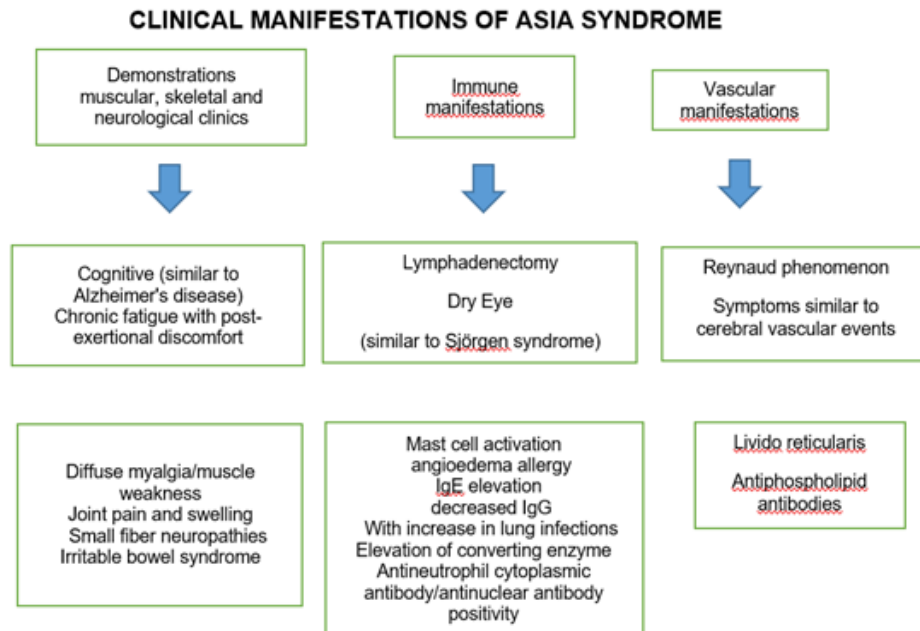 CLINICAL MANIFESTATIONS OF ASIA SYNDROME
Demonstrations
muscular, skeletal and
neurological clinics
Immune
manifestations
Vascular
manifestations
Cognitive (similar to
Alzheimer's disease)
Chronic fatigue with post-
exertional discomfort
Lymphadenectomy
Dry Eye
(similar to Sjörgen syndrome)
Reynaud phenomenon
Symptoms similar to
cerebral vascular events
Diffuse myalgia/muscle
weakness
Joint pain and swelling
Small fiber neuropathies
Irritable bowel syndrome
Mast cell activation
angioedema allergy
IgE elevation
decreased IgG
With increase in lung infections
Elevation of converting enzyme
Antineutrophil cytoplasmic
antibody/antinuclear antibody
positivity
Livido reticularis
Antiphospholipid
antibodies